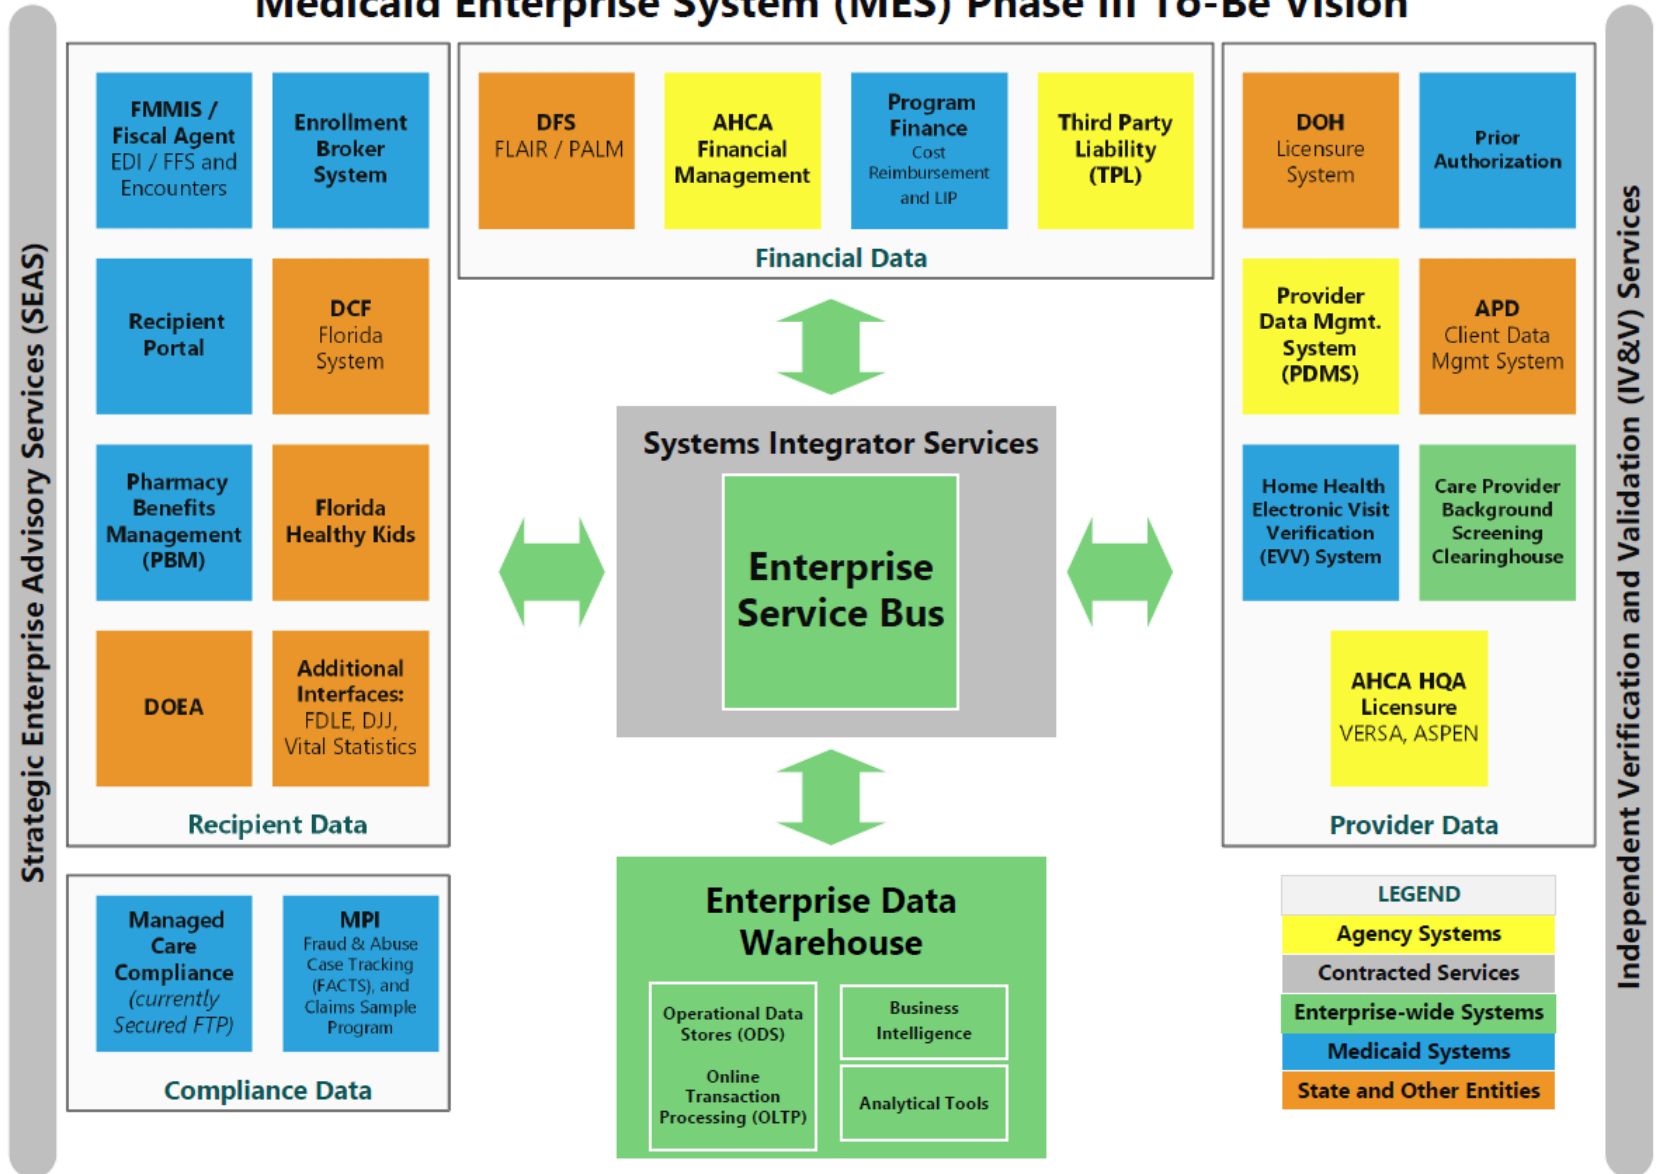 Medicaid Enterprise System (MES) Phase III To-Be Vision
Strategic Enterprise Advisory Services (SEAS)
FMMIS /
Fiscal Agent
EDI / FFS and
Encounters
Enrollment
Broker
System
Recipient
Portal
DCF
Florida
System
Pharmacy
Benefits
Management
(PBM)
Florida
Healthy Kids
DOEA
Additional
Interfaces:
FDLE, DJJ,
Vital Statistics
Recipient Data
Managed
Care
Compliance
(currently
Secured FTP)
MPI
Fraud & Abuse
Case Tracking
(FACTS), and
Claims Sample
Program
Compliance Data
DFS
FLAIR / PALM
AHCA
Financial
Management
Program
Finance
Cost
Reimbursement
and LIP
Third Party
Liability
(TPL)
Financial Data
Systems Integrator Services
Enterprise
Service Bus
Enterprise Data
Warehouse
Operational Data
Stores (ODS)
Online
Transaction
Processing (OLTP)
Business
Intelligence
Analytical Tools
DOH
Licensure
System
Prior
Authorization
Provider
Data Mgmt.
System
(PDMS)
APD
Client Data
Mgmt System
Home Health
Electronic Visit
Verification
(EVV) System
Care Provider
Background
Screening
Clearinghouse
AHCA HQA
Licensure
VERSA, ASPEN
Provider Data
LEGEND
Agency Systems
Contracted Services
Enterprise-wide Systems
Medicaid Systems
State and Other Entities
Independent Verification and Validation (IV&V) Services